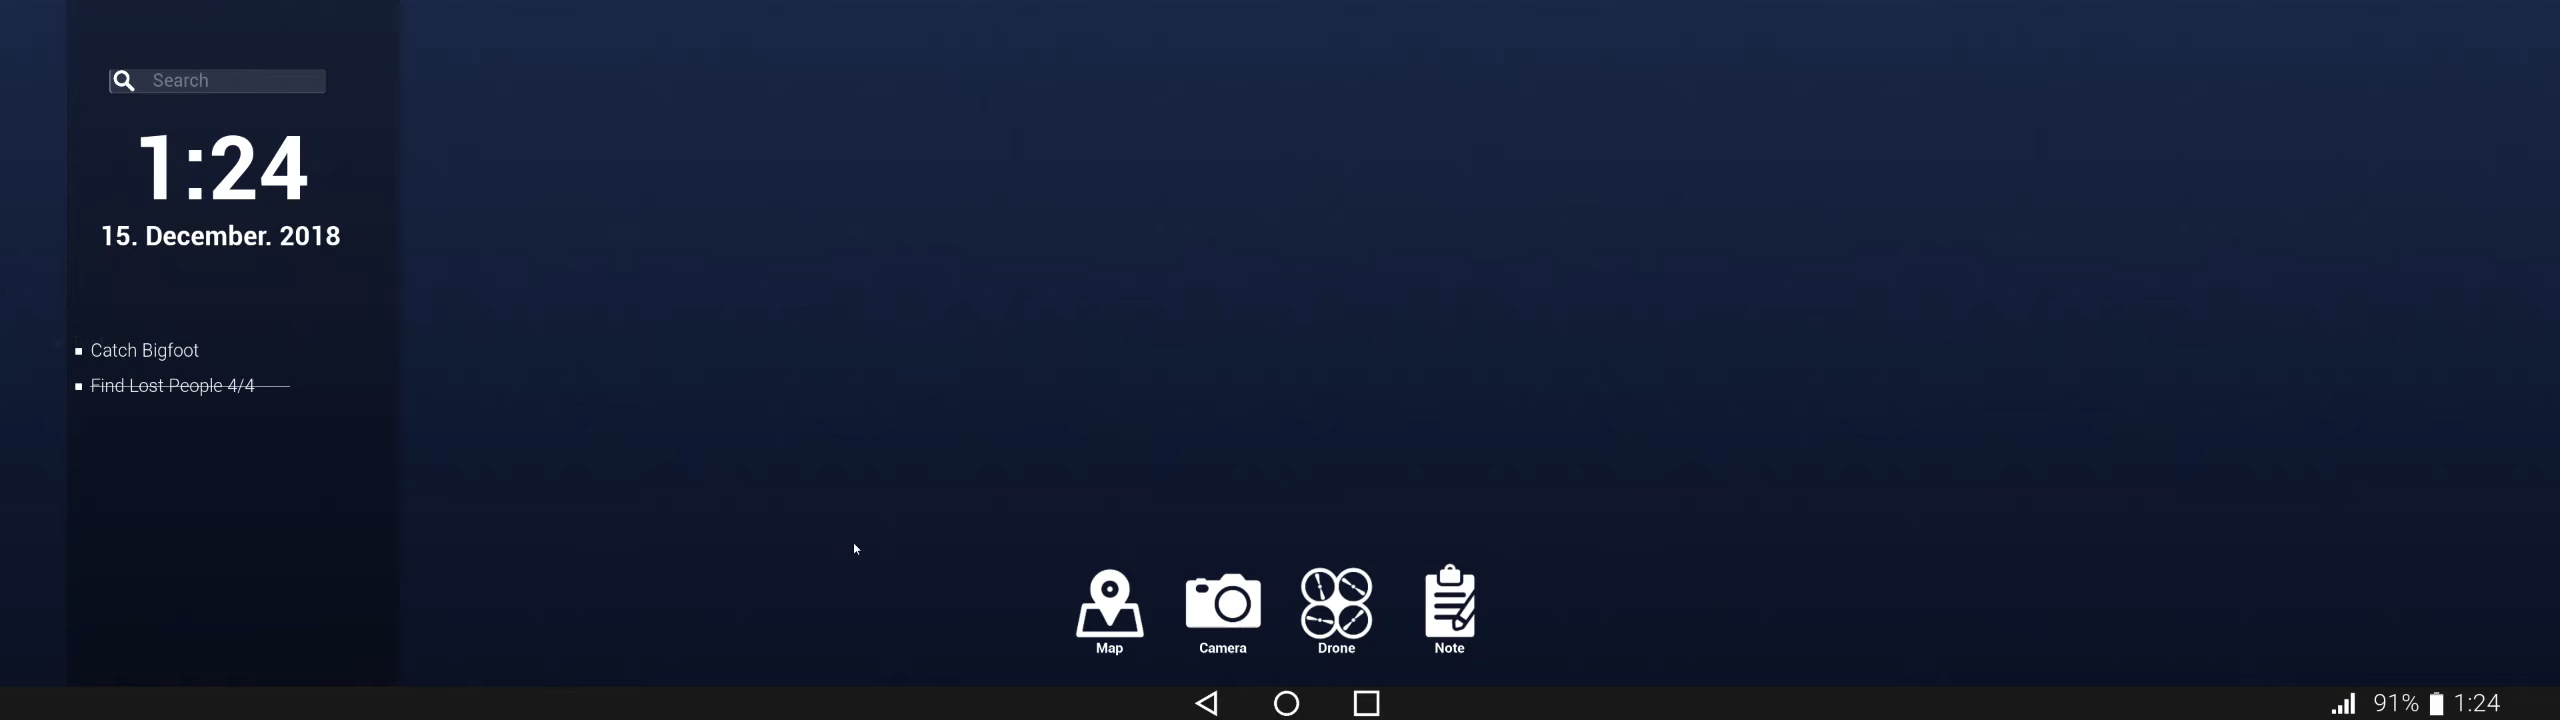 Search
1:24
15. December. 2018
Catch Bigfoot
Find Lost People 4/4
Map
Camera
Drone
Note
91% 1:24